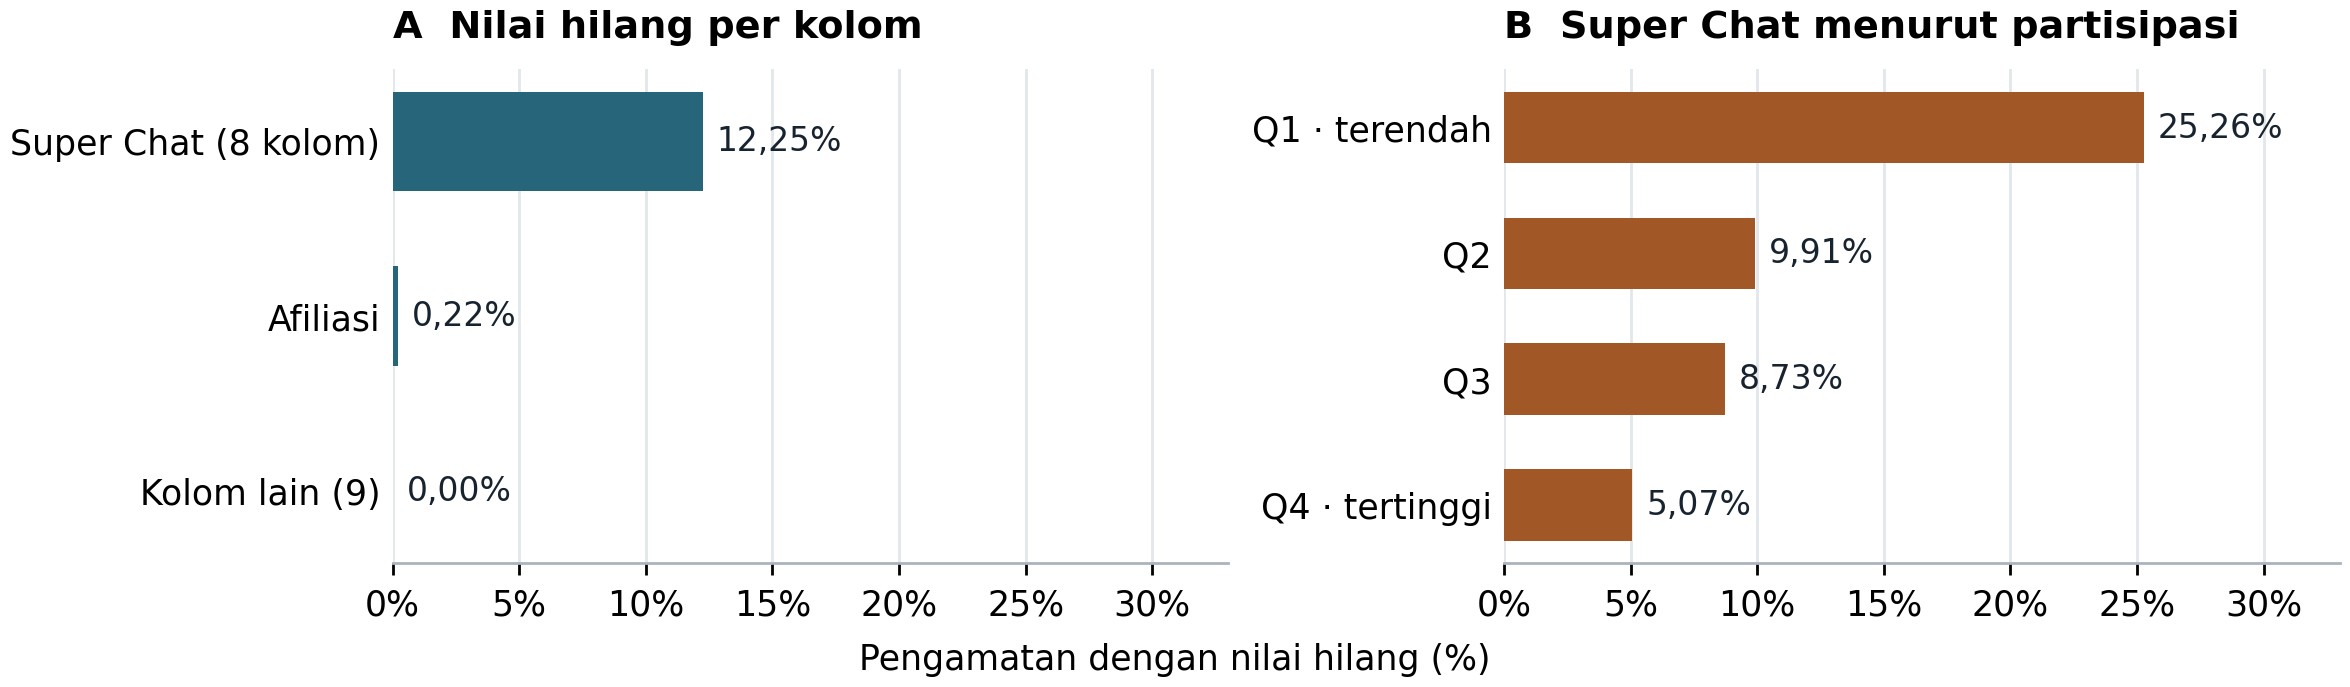 A Nilai hilang per kolom
Super Chat (8 kolom)
12,25%
Afiliasi
0,22%
Kolom lain (9)
0,00%
0% 5% 10% 15% 20% 25% 30%
B Super Chat menurut partisipasi
Q1 · terendah
25,26%
Q2
9,91%
Q3
8,73%
Q4 · tertinggi
5,07%
0% 5% 10% 15% 20% 25% 30%
Pengamatan dengan nilai hilang (%)